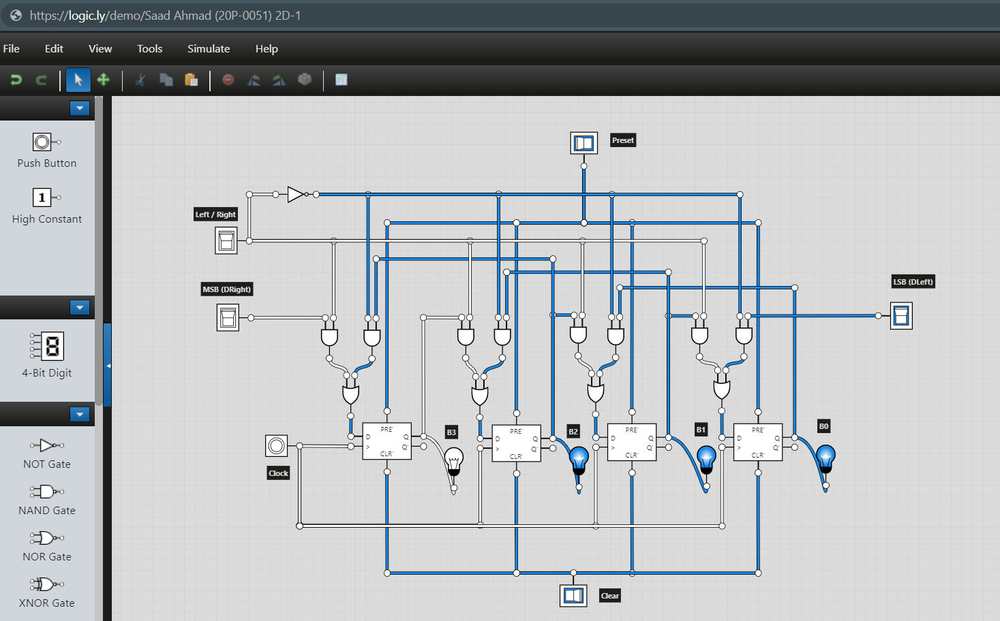 https://logic.ly/demo/Saad Ahmad (20P-0051) 2D-1
File Edit View Tools Simulate Help
Push Button
1
High Constant
8
4-Bit Digit
NOT Gate
NAND Gate
NOR Gate
XNOR Gate
Preset
Left / Right
MSB (DRight)
LSB (DLeft)
PRE'
D Q
> Q'
CLR'
B3
PRE'
D Q
> Q'
CLR'
B2
PRE'
D Q
> Q'
CLR'
B1
PRE'
D Q
> Q'
CLR'
B0
Clock
Clear